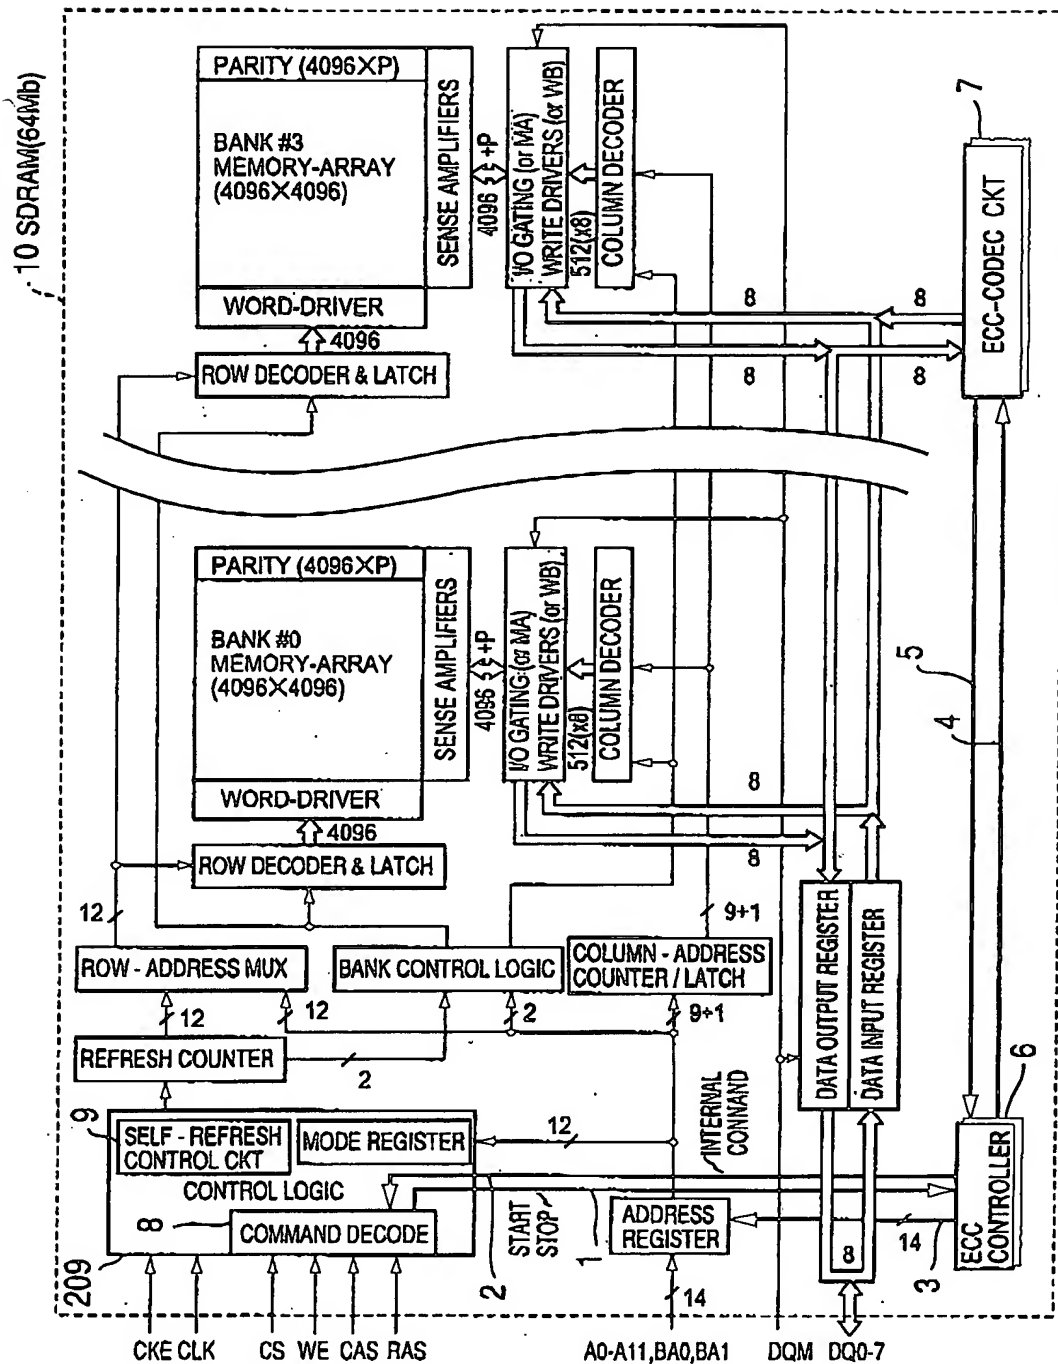 10 SDRAM(64Mb)
PARITY (4096XP)
BANK #3
MEMORY-ARRAY
(4096X4096)
SENSE AMPLIFIERS
4096 +P
I/O GATING (or MA)
WRITE DRIVERS (or WB)
512(x8)
COLUMN DECODER
7
ECC-CODEC CKT
WORD-DRIVER
4096
ROW DECODER & LATCH
8
8
8
8
PARITY (4096XP)
BANK #0
MEMORY-ARRAY
(4096X4096)
SENSE AMPLIFIERS
4096 +P
I/O GATING (or MA)
WRITE DRIVERS (or WB)
512(x8)
COLUMN DECODER
5
4
WORD-DRIVER
4096
ROW DECODER & LATCH
8
8
12
9+1
ROW - ADDRESS MUX
BANK CONTROL LOGIC
COLUMN - ADDRESS
COUNTER / LATCH
DATA OUTPUT REGISTER
DATA INPUT REGISTER
12
12
2
9+1
REFRESH COUNTER
2
6
9
SELF - REFRESH
CONTROL CKT
MODE REGISTER
12
INTERNAL
CONNAND
CONTROL LOGIC
8
COMMAND DECODE
START
STOP
ADDRESS
REGISTER
8
14
ECC
CONTROLLER
209
2
1
3
14
CKE CLK CS WE CAS RAS A0-A11,BA0,BA1 DQM DQ0-7